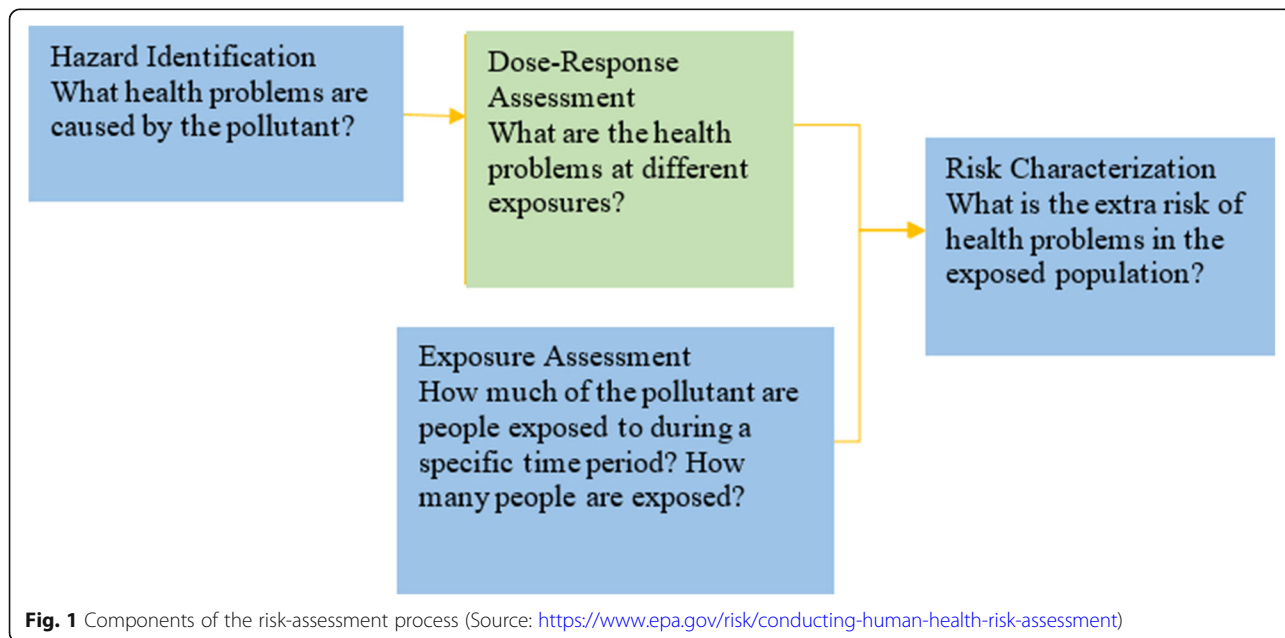 Hazard Identification
What health problems are
caused by the pollutant?
Dose-Response
Assessment
What are the health
problems at different
exposures?
Exposure Assessment
How much of the pollutant are
people exposed to during a
specific time period? How
many people are exposed?
Risk Characterization
What is the extra risk of
health problems in the
exposed population?
Fig. 1 Components of the risk-assessment process (Source: https://www.epa.gov/risk/conducting-human-health-risk-assessment)